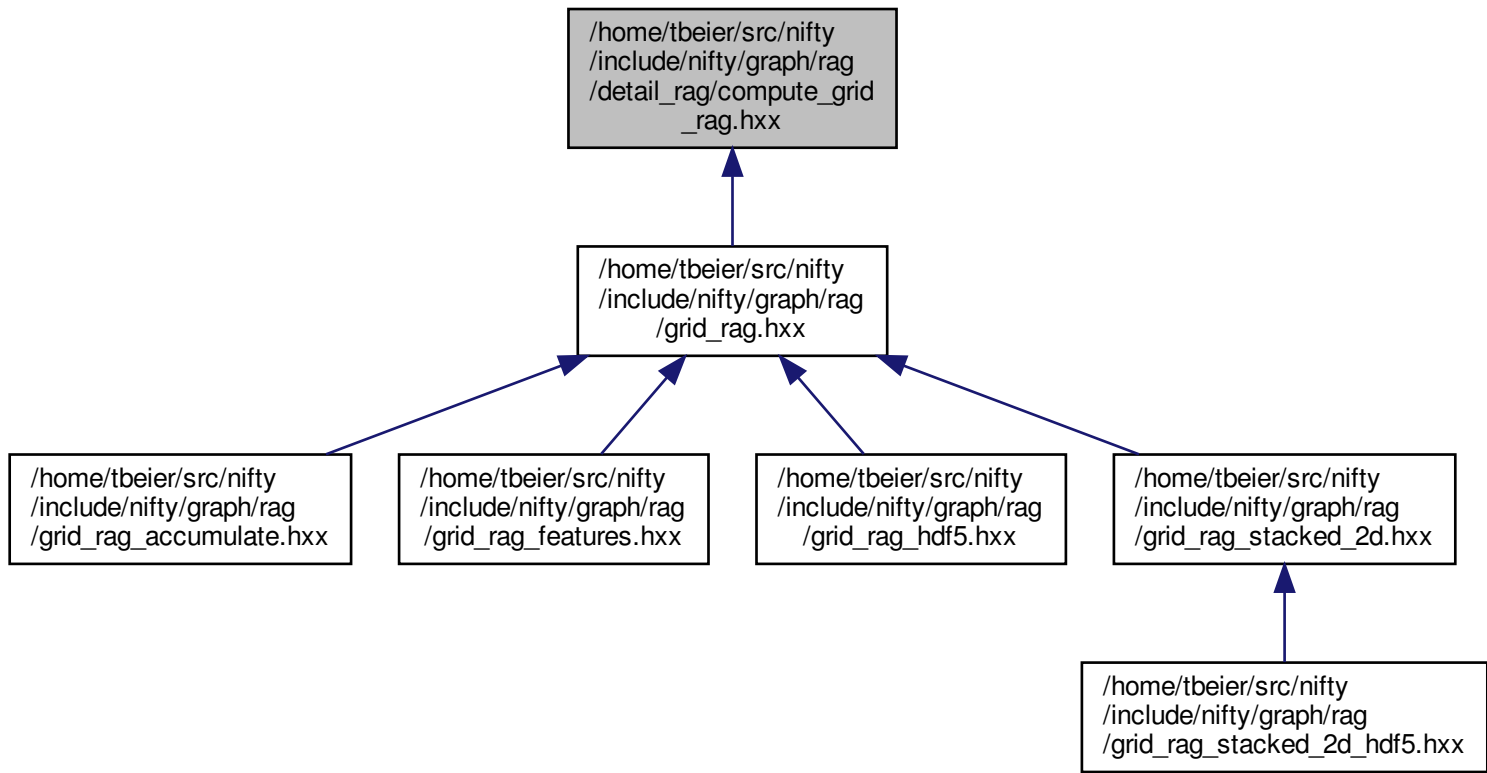 /home/tbeier/src/nifty
/include/nifty/graph/rag
/detail_rag/compute_grid
_rag.hxx
/home/tbeier/src/nifty
/include/nifty/graph/rag
/grid_rag.hxx
/home/tbeier/src/nifty
/include/nifty/graph/rag
/grid_rag_accumulate.hxx
/home/tbeier/src/nifty
/include/nifty/graph/rag
/grid_rag_features.hxx
/home/tbeier/src/nifty
/include/nifty/graph/rag
/grid_rag_hdf5.hxx
/home/tbeier/src/nifty
/include/nifty/graph/rag
/grid_rag_stacked_2d.hxx
/home/tbeier/src/nifty
/include/nifty/graph/rag
/grid_rag_stacked_2d_hdf5.hxx